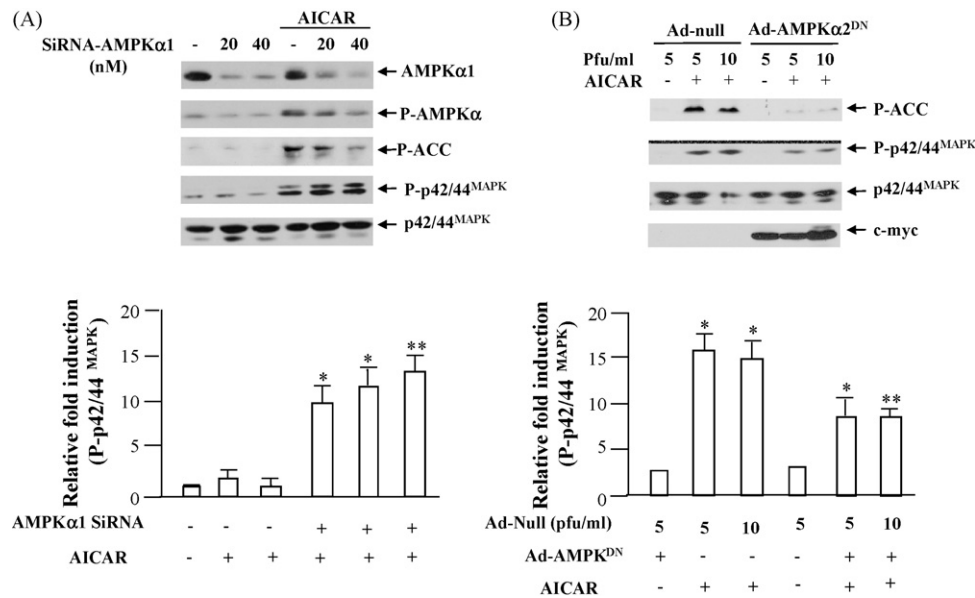 (A)
AICAR
SiRNA-AMPKα1 - 20 40 - 20 40
(nM)
AMPKα1
P-AMPKα
P-ACC
P-p42/44MAPK
p42/44MAPK
Relative fold induction
(P-p42/44 MAPK)
20
15
10
5
0
* * **
AMPKα1 SiRNA - - - + + +
AICAR - + + + + +
(B)
Ad-null Ad-AMPKα2DN
Pfu/ml 5 5 10 5 5 10
AICAR - + + - + +
P-ACC
P-p42/44MAPK
p42/44MAPK
c-myc
Relative fold induction
(P-p42/44 MAPK)
20
15
10
5
0
* * * **
Ad-Null (pfu/ml) 5 5 10 5 5 10
Ad-AMPKDN + - - - + +
AICAR - + + - + +